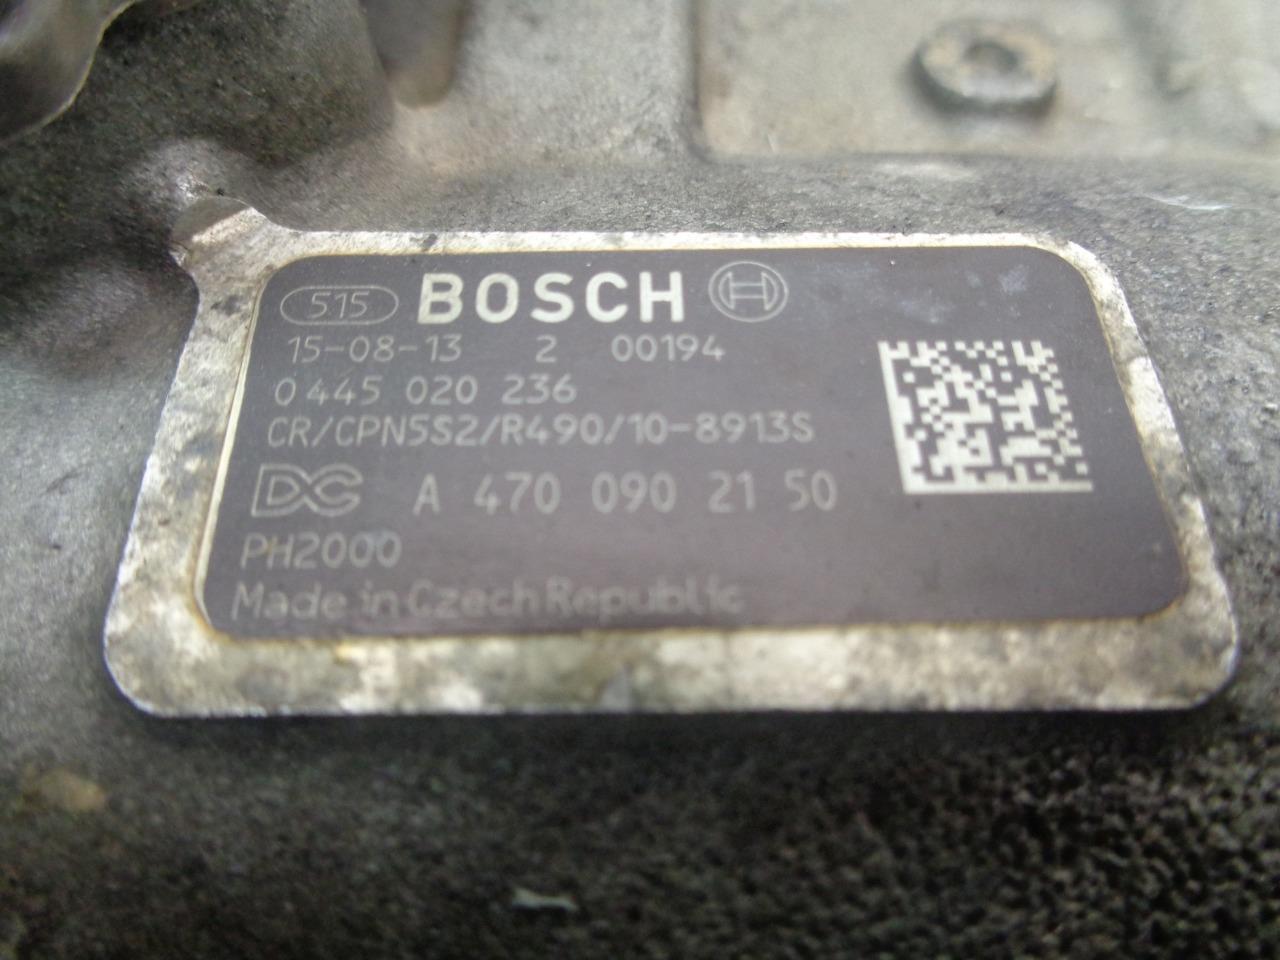 515 BOSCH
15-08-13 2 00194
0 445 020 236
CR/CPN5S2/R490/10-8913S
DC A 470 090 21 50
PH2000
Made in Czech Republic